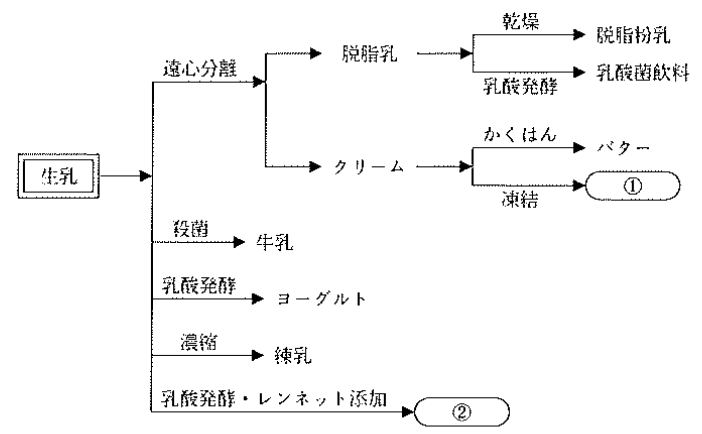 乾燥
脱脂粉乳
遠心分離
脱脂乳
乳酸発酵
乳酸菌飲料
かくはん
バター
クリーム
生乳
凍結
①
殺菌
牛乳
乳酸発酵
ヨーグルト
濃縮
練乳
乳酸発酵・レンネット添加
②